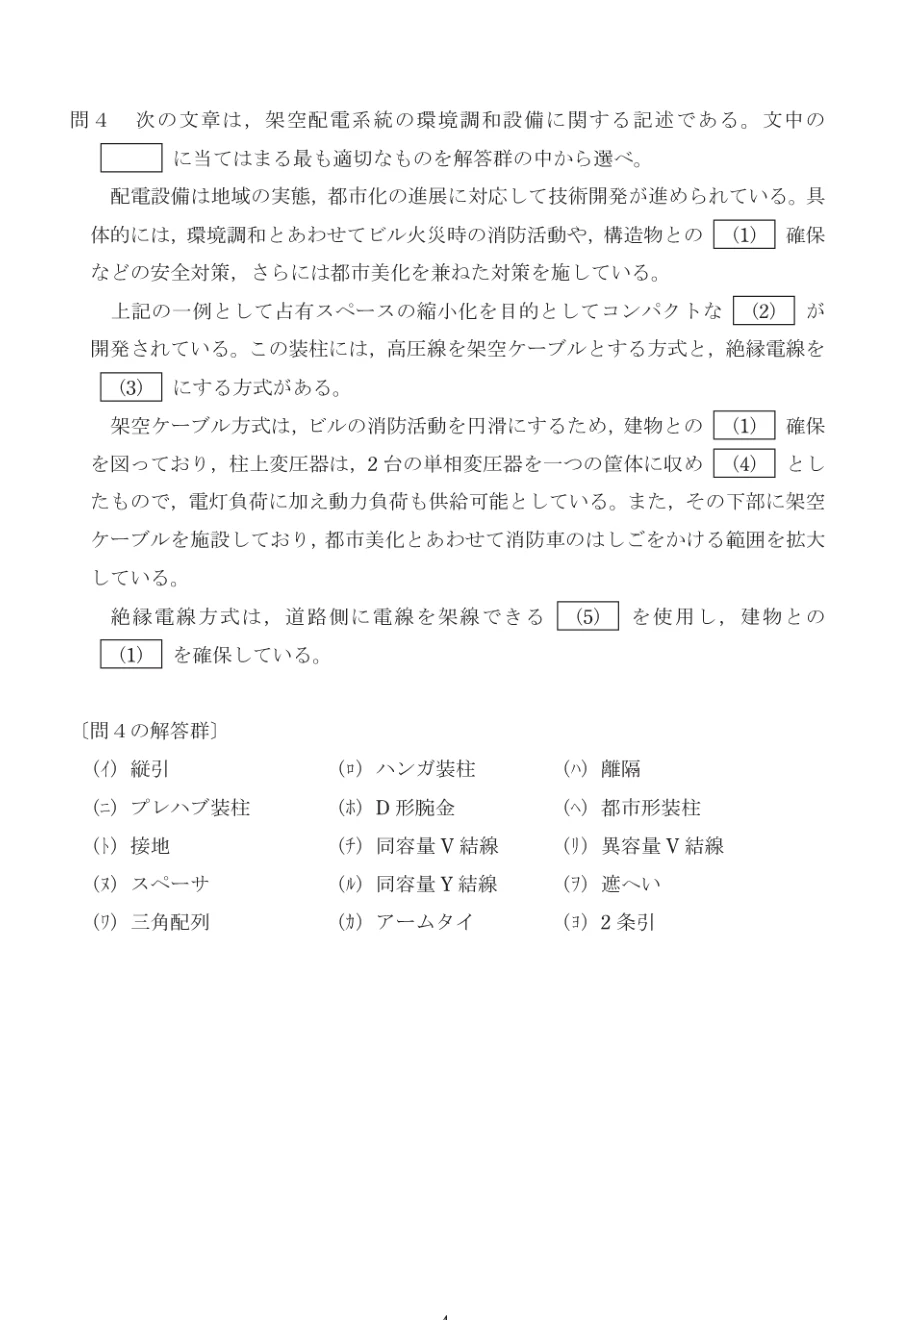 問4　次の文章は，架空配電系統の環境調和設備に関する記述である。文中の
に当てはまる最も適切なものを解答群の中から選べ。
配電設備は地域の実態，都市化の進展に対応して技術開発が進められている。具
体的には，環境調和とあわせてビル火災時の消防活動や，構造物との (1) 確保
などの安全対策，さらには都市美化を兼ねた対策を施している。
上記の一例として占有スペースの縮小化を目的としてコンパクトな (2) が
開発されている。この装柱には，高圧線を架空ケーブルとする方式と，絶縁電線を
(3) にする方式がある。
架空ケーブル方式は，ビルの消防活動を円滑にするため，建物との (1) 確保
を図っており，柱上変圧器は，2台の単相変圧器を一つの筐体に収め (4) とし
たもので，電灯負荷に加え動力負荷も供給可能としている。また，その下部に架空
ケーブルを施設しており，都市美化とあわせて消防車のはしごをかける範囲を拡大
している。
絶縁電線方式は，道路側に電線を架線できる (5) を使用し，建物との
(1) を確保している。
〔問4の解答群〕
(イ) 縦引　(ロ) ハンガ装柱　(ハ) 離隔
(ニ) プレハブ装柱　(ホ) D形腕金　(ヘ) 都市形装柱
(ト) 接地　(チ) 同容量V結線　(リ) 異容量V結線
(ヌ) スペーサ　(ル) 同容量Y結線　(ヲ) 遮へい
(ワ) 三角配列　(カ) アームタイ　(ヨ) 2条引